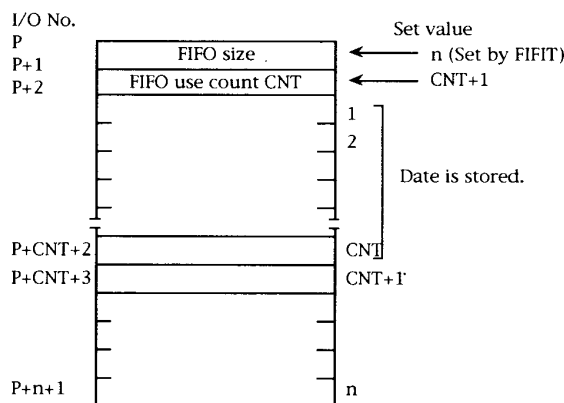 I/O No.
Set value
P
FIFO size
n (Set by FIFIT)
P+1
FIFO use count CNT
CNT+1
P+2
1
2
Date is stored.
P+CNT+2
CNT
P+CNT+3
CNT+1
P+n+1
n